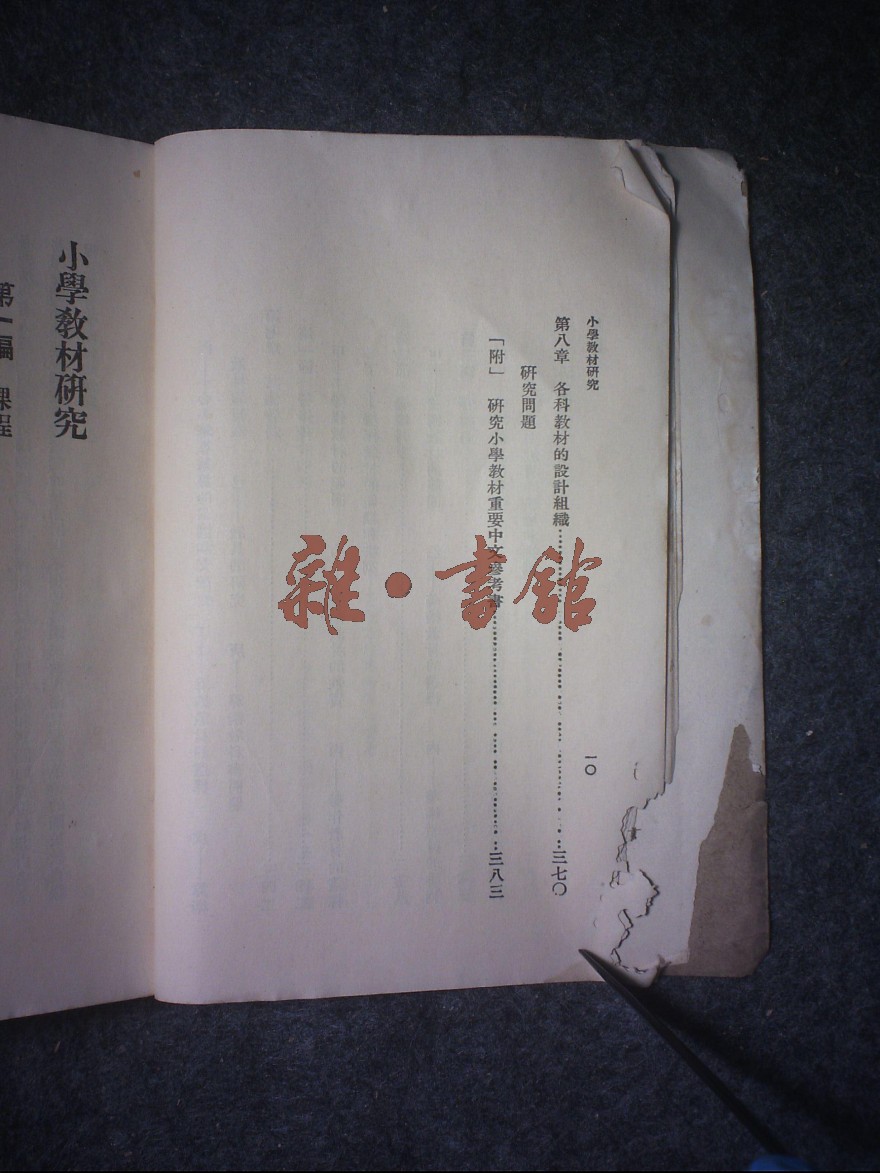 小學教材研究
第八章　各科教材的設計組織……三七〇
研究問題
「附」　研究小學教材重要中文參考書……三八三
一〇
小學教材研究
第一編　課程
雜·書館